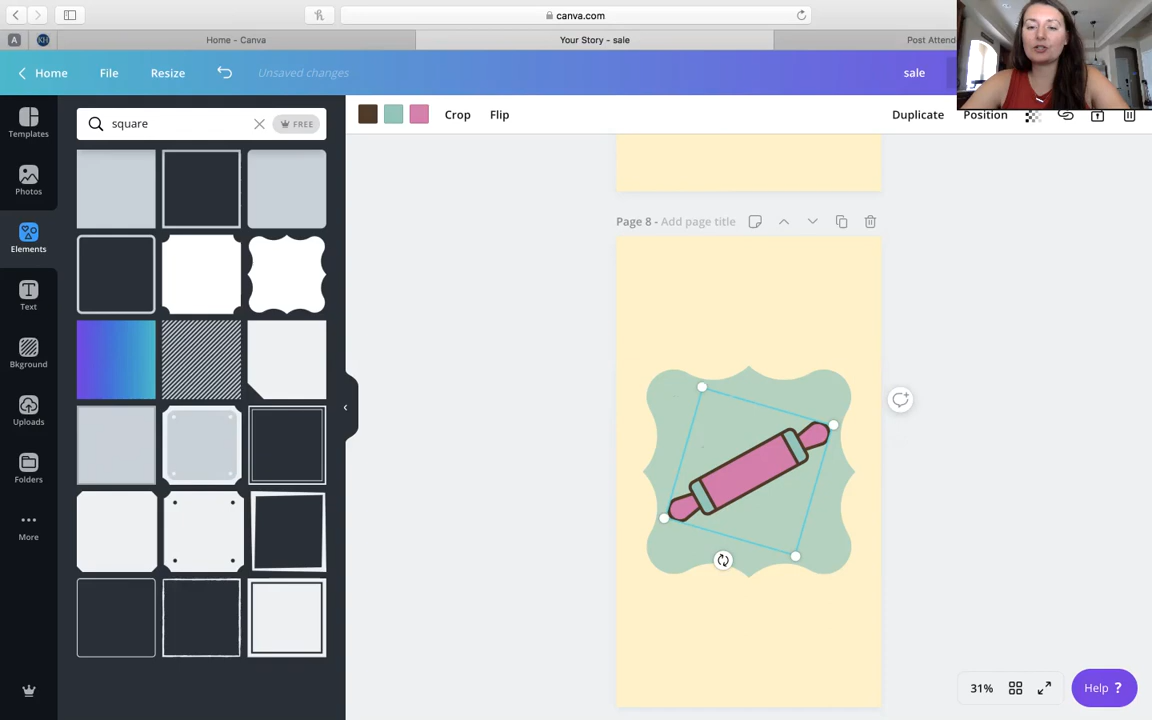 canva.com
A
KH
Home - Canva
Your Story - sale
Post Attend
Home
File
Resize
Unsaved changes
sale
Templates
Photos
Elements
Text
Bkground
Uploads
Folders
More
square
FREE
Crop
Flip
Duplicate
Position
Page 8 - Add page title
31%
Help ?